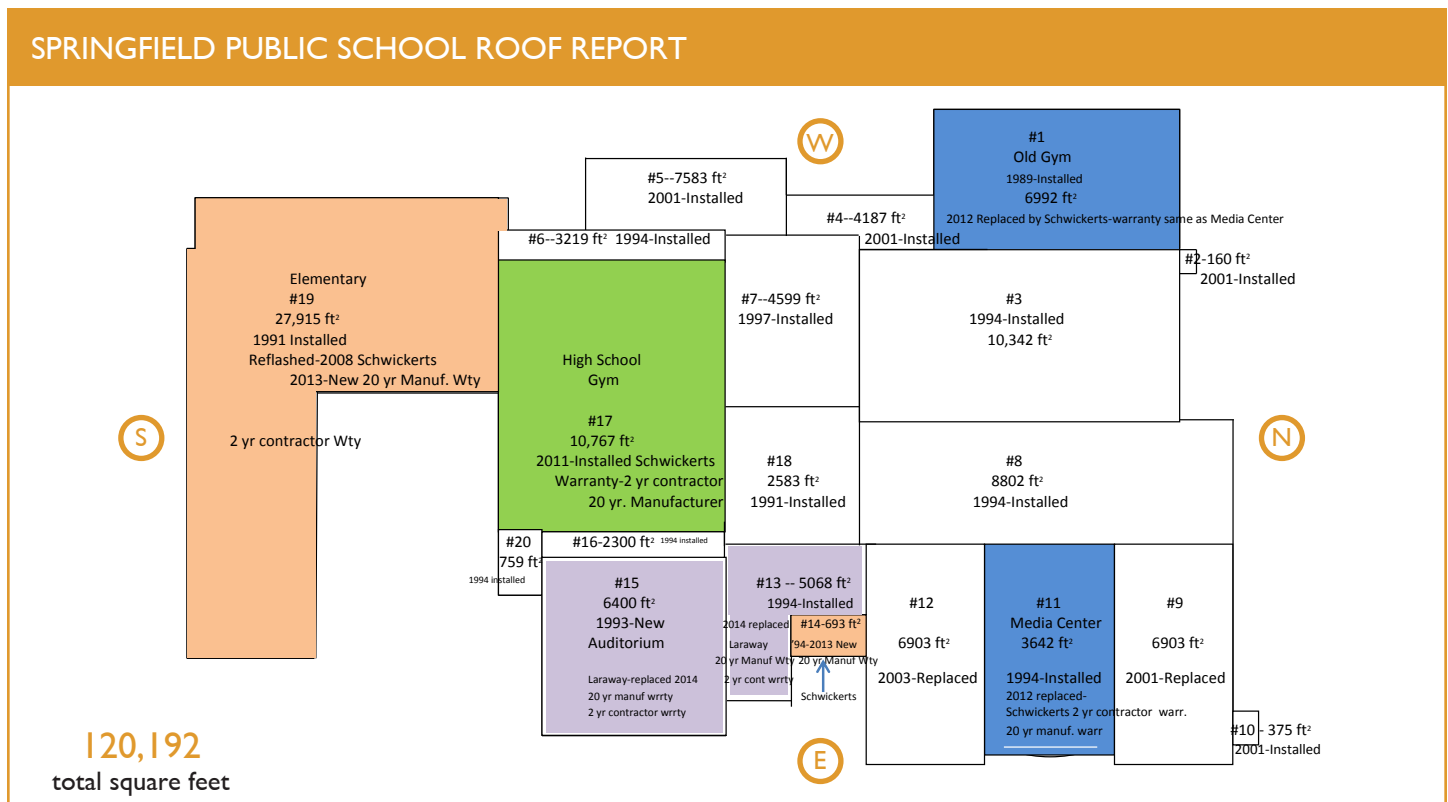 SPRINGFIELD PUBLIC SCHOOL ROOF REPORT
W
#1
Old Gym
1989-Installed
6992 ft²
2012 Replaced by Schwickerts-warranty same as Media Center
#5--7583 ft²
2001-Installed
#4--4187 ft²
2001-Installed
#6--3219 ft² 1994-Installed
#2-160 ft²
2001-Installed
Elementary
#19
27,915 ft²
1991 Installed
Reflashed-2008 Schwickerts
2013-New 20 yr Manuf. Wty
2 yr contractor Wty
#7--4599 ft²
1997-Installed
#3
1994-Installed
10,342 ft²
High School
Gym
#17
10,767 ft²
2011-Installed Schwickerts
Warranty-2 yr contractor
20 yr. Manufacturer
S
N
#18
2583 ft²
1991-Installed
#8
8802 ft²
1994-Installed
#20
759 ft²
1994 installed
#16-2300 ft² 1994 installed
#15
6400 ft²
1993-New
Auditorium
Laraway-replaced 2014
20 yr manuf wrrty
2 yr contractor wrrty
#13 -- 5068 ft²
1994-Installed
2014 replaced
Laraway
20 yr Manuf Wty
2 yr cont wrrty
#14-693 ft²
'94-2013 New
20 yr Manuf Wty
Schwickerts
#12
6903 ft²
2003-Replaced
#11
Media Center
3642 ft²
1994-Installed
2012 replaced-
Schwickerts 2 yr contractor warr.
20 yr manuf. warr
#9
6903 ft²
2001-Replaced
#10 - 375 ft²
2001-Installed
E
120,192
total square feet